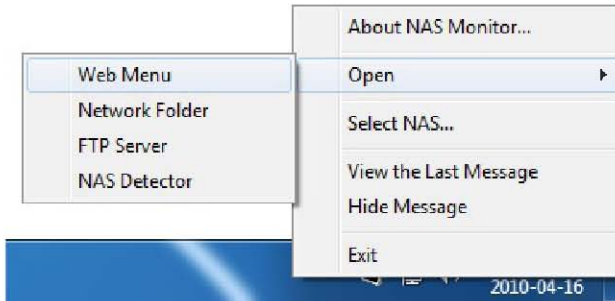 About NAS Monitor...
Open
Select NAS...
View the Last Message
Hide Message
Exit
Web Menu
Network Folder
FTP Server
NAS Detector
2010-04-16